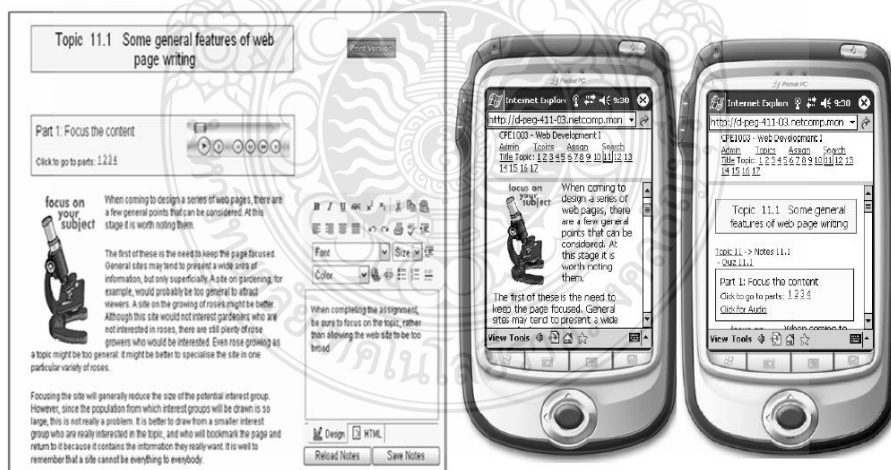 Topic 11.1 Some general features of web
page writing
Print Version
Part 1: Focus the content
Click to go to parts: 1 2 3 4
focus on
your
subject
When coming to design a series of web pages, there are
a few general points that can be considered. At this
stage it is worth noting them.
The first of these is the need to keep the page focused.
General sites may tend to present a wide area of
information, but only superficially. A site on gardening, for
example, would probably be too general to attract
viewers. A site on the growing of roses might be better.
Although this site would not interest gardeners who are
not interested in roses, there are still plenty of rose
growers who would be interested. Even rose growing as
a topic might be too general. It might be better to specialise the site in one
particular variety of roses.
Focusing the site will generally reduce the size of the potential interest group.
However, since the population from which interest groups will be drawn is so
large, this is not really a problem. It is better to draw from a smaller interest
group who are really interested in the topic, and who will bookmark the page and
return to it because it contains the information they really want. It is well to
remember that a site cannot be everything to everybody.
B I U ABC x² x₂
Font Size
Color
When completing the assignment,
be sure to focus on the topic, rather
than allowing the web site to be too
broad
Design HTML
Reload Notes Save Notes
Pocket PC
Internet Explor 9:30
http://d-peg-411-03.netcomp.mon
CPE1003 - Web Development I
Admin Topics Assgn Search
Title Topic: 1 2 3 4 5 6 7 8 9 10 11 12 13
14 15 16 17
focus on
your
subject
When coming to
design a series of
web pages, there
are a few general
points that can be
considered. At
this stage it is
worth noting
them.
The first of these is the need to
keep the page focused. General
sites may tend to present a wide
View Tools
Pocket PC
Internet Explor 9:30
http://d-peg-411-03.netcomp.mon
CPE1003 - Web Development I
Admin Topics Assgn Search
Title Topic: 1 2 3 4 5 6 7 8 9 10 11 12 13
14 15 16 17
Topic 11.1 Some general
features of web page writing
Topic 11 -> Notes 11.1
- Quiz 11.1
Part 1: Focus the content
Click to go to parts: 1 2 3 4
Click for Audio
focus on When coming to
View Tools